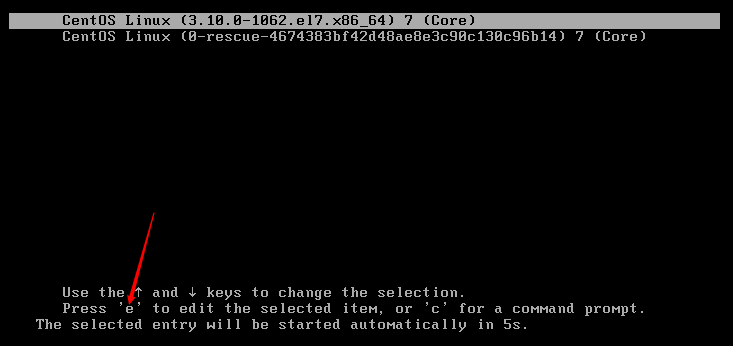 CentOS Linux (3.10.0-1062.el7.x86_64) 7 (Core)
CentOS Linux (0-rescue-4674383bf42d48ae8e3c90c130c96b14) 7 (Core)
Use the ↑ and ↓ keys to change the selection.
Press 'e' to edit the selected item, or 'c' for a command prompt.
The selected entry will be started automatically in 5s.